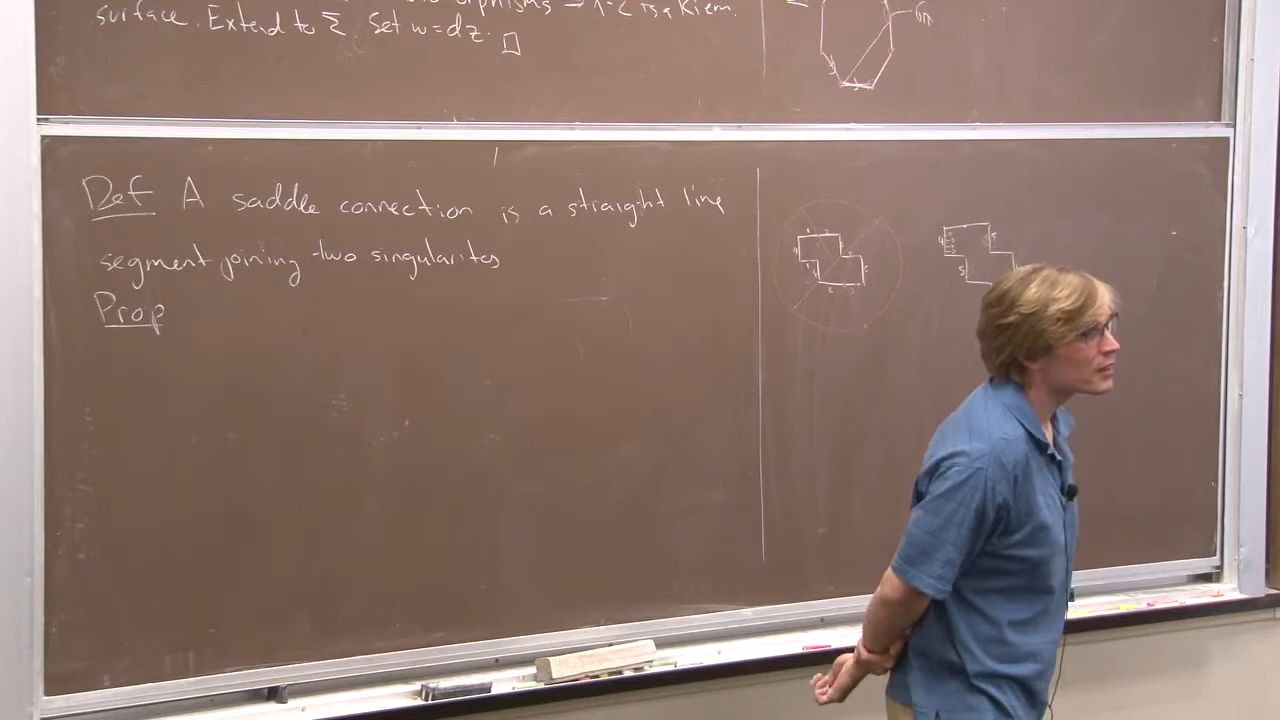 surface. Extend to Σ. Set w=dz. □
Def A saddle connection is a straight line
segment joining two singularites
Prop